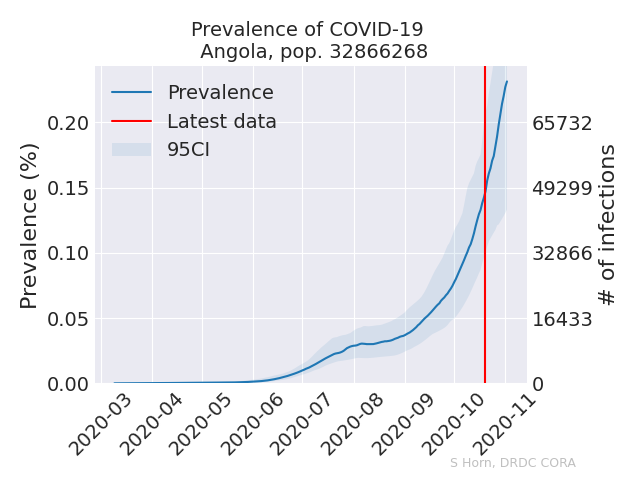 Prevalence of COVID-19
Angola, pop. 32866268
Prevalence
Latest data
95CI
Prevalence (%)
0.20
0.15
0.10
0.05
0.00
65732
49299
32866
16433
0
# of infections
2020-03
2020-04
2020-05
2020-06
2020-07
2020-08
2020-09
2020-10
2020-11
S Horn, DRDC CORA